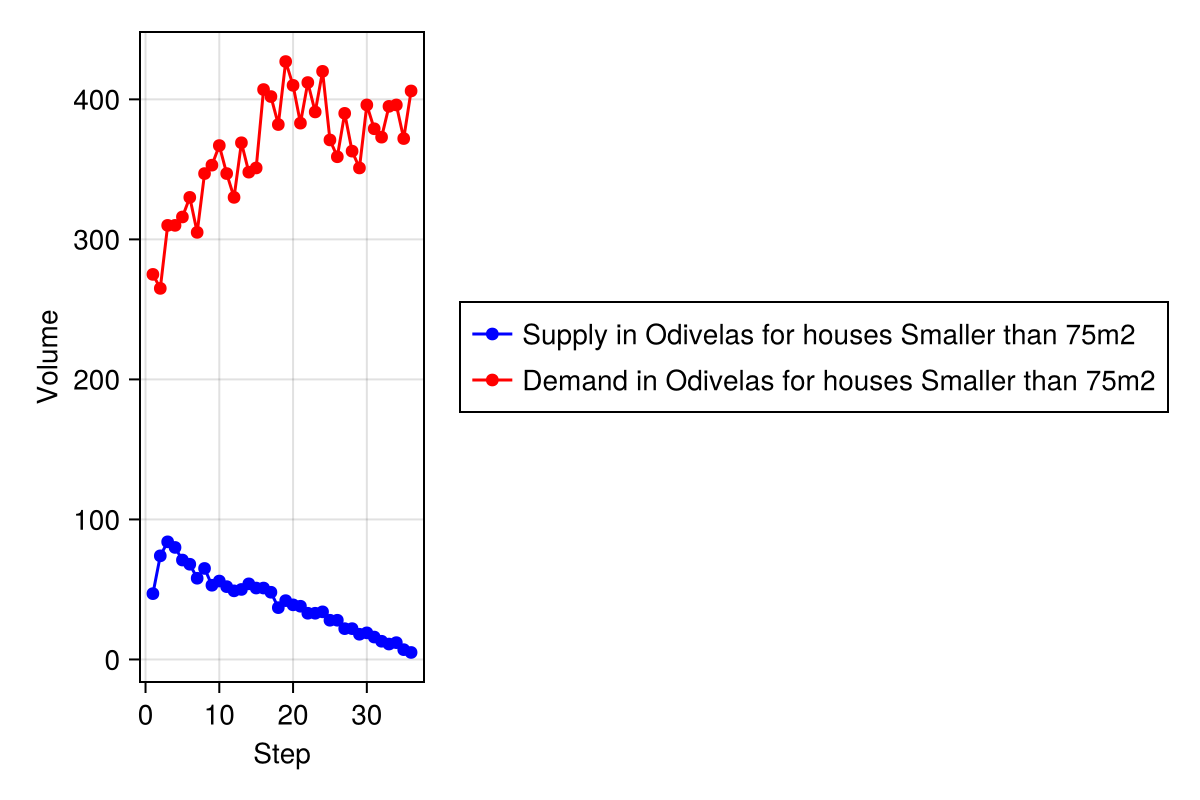 400
300
200
100
0
Volume
0 10 20 30
Step
Supply in Odivelas for houses Smaller than 75m2
Demand in Odivelas for houses Smaller than 75m2